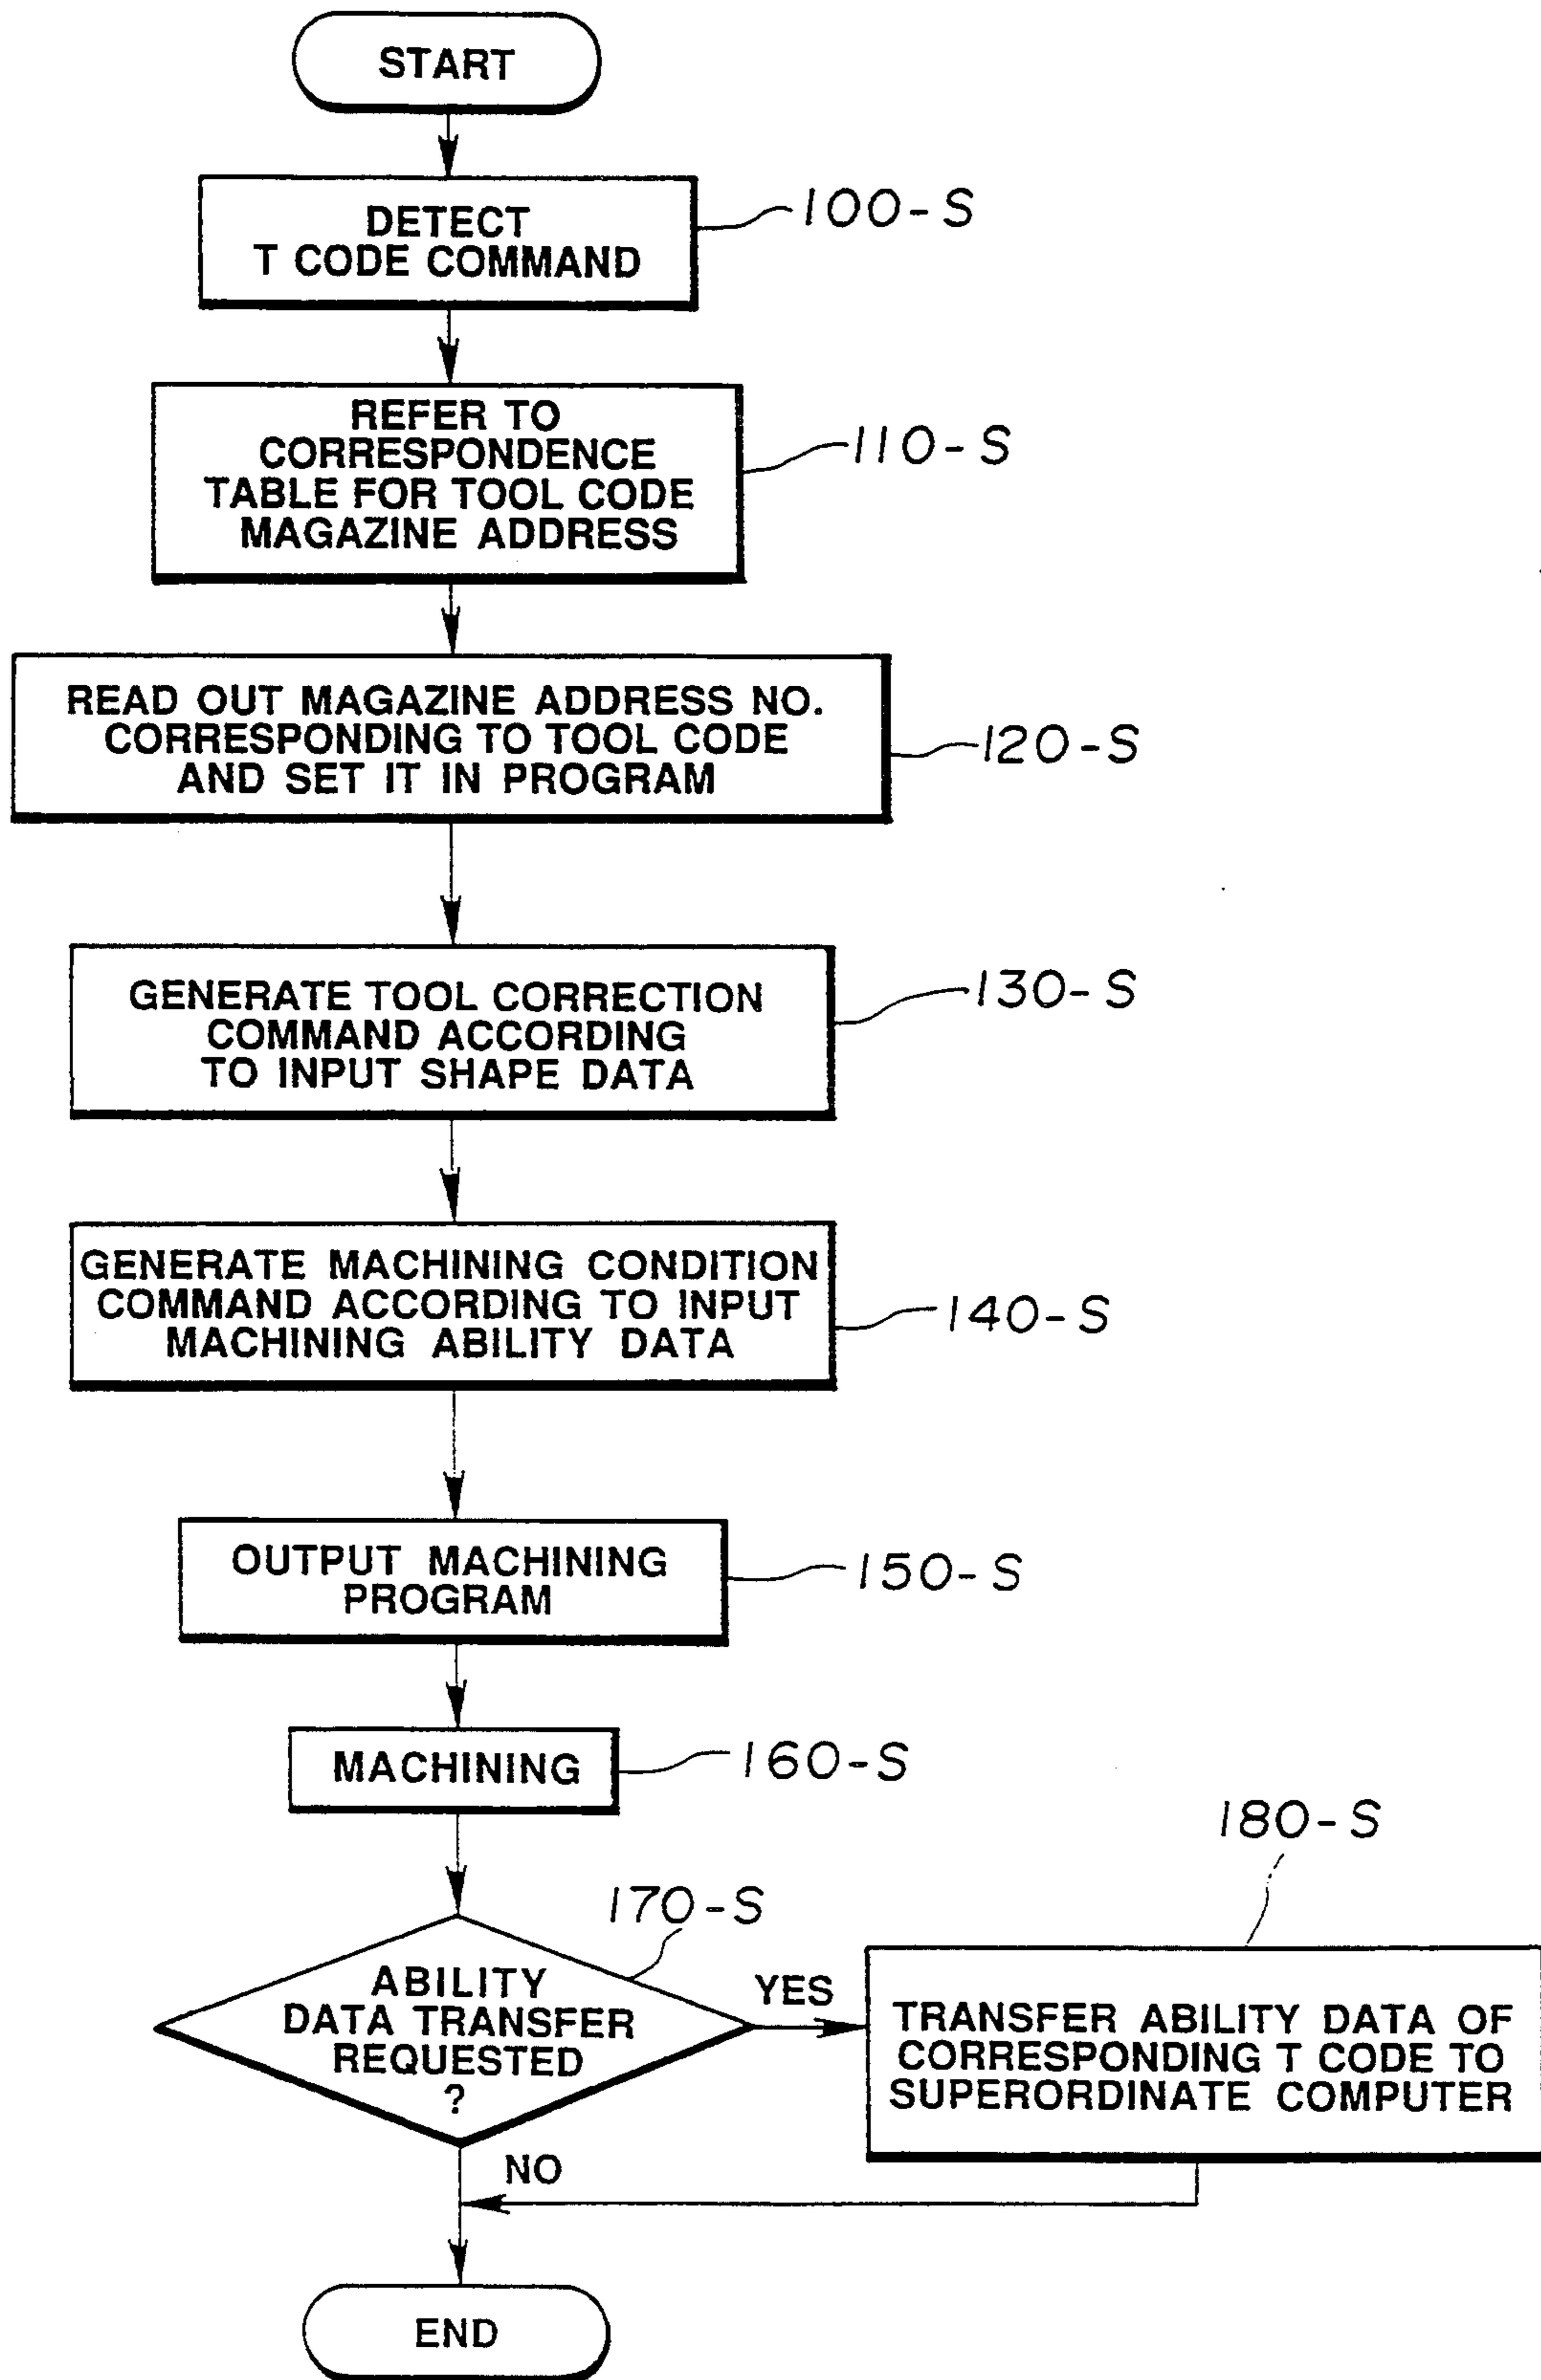 START
DETECT
T CODE COMMAND
100-S
REFER TO
CORRESPONDENCE
TABLE FOR TOOL CODE
MAGAZINE ADDRESS
110-S
READ OUT MAGAZINE ADDRESS NO.
CORRESPONDING TO TOOL CODE
AND SET IT IN PROGRAM
120-S
GENERATE TOOL CORRECTION
COMMAND ACCORDING
TO INPUT SHAPE DATA
130-S
GENERATE MACHINING CONDITION
COMMAND ACCORDING TO INPUT
MACHINING ABILITY DATA
140-S
OUTPUT MACHINING
PROGRAM
150-S
MACHINING
160-S
170-S
ABILITY
DATA TRANSFER
REQUESTED
?
YES
180-S
TRANSFER ABILITY DATA OF
CORRESPONDING T CODE TO
SUPERORDINATE COMPUTER
NO
END